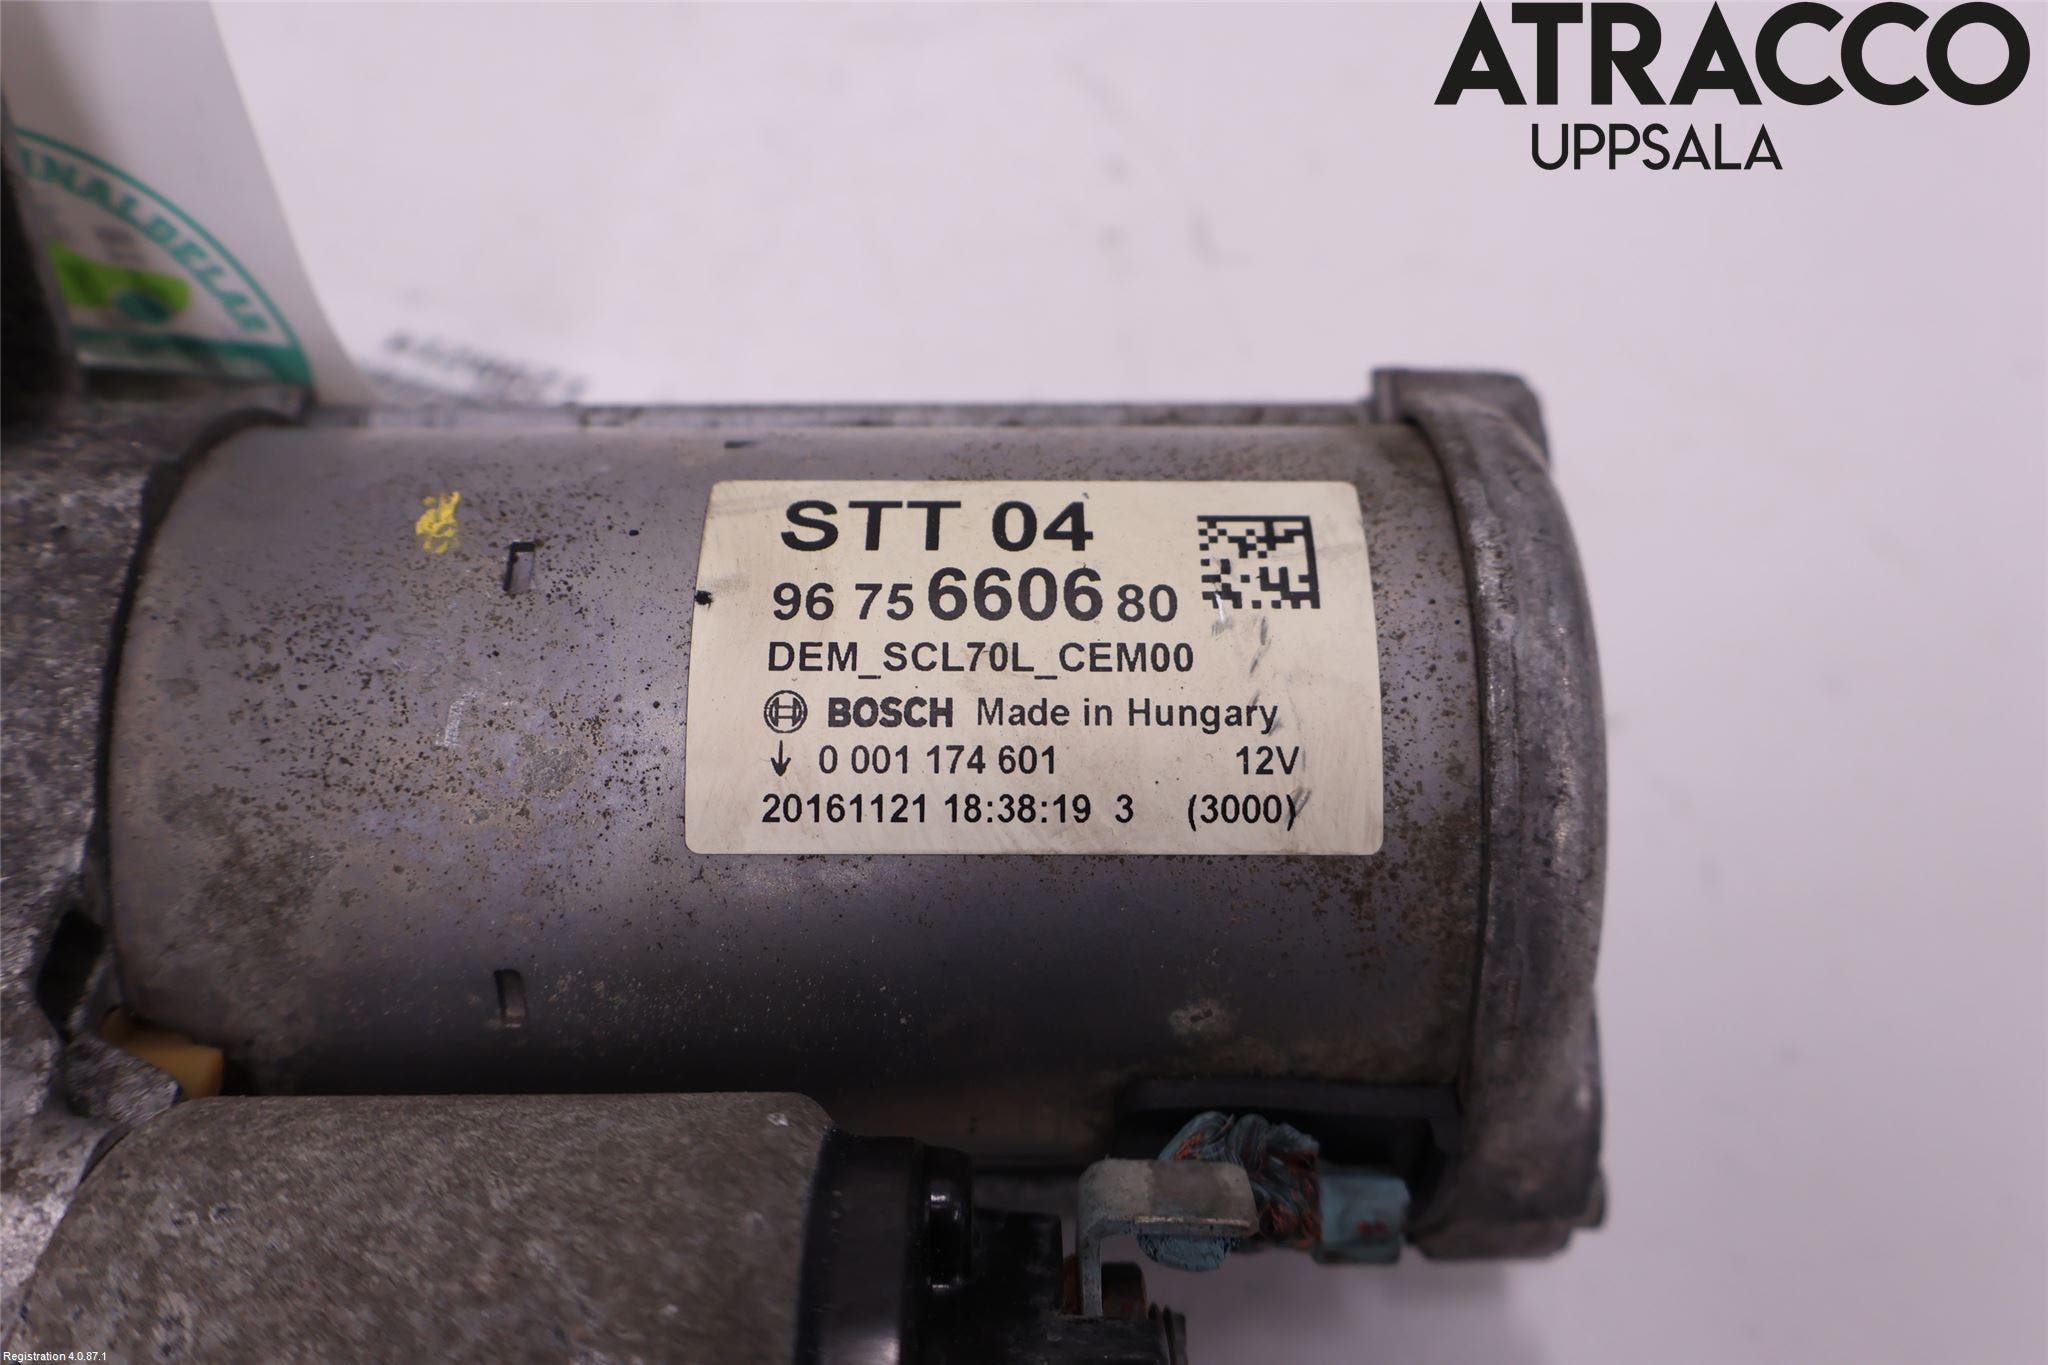 ATRACCO
UPPSALA
STT 04
96 75 6606 80
DEM_SCL70L_CEM00
BOSCH Made in Hungary
↓ 0 001 174 601 12V
20161121 18:38:19 3 (3000)
Registration 4.0.87.1